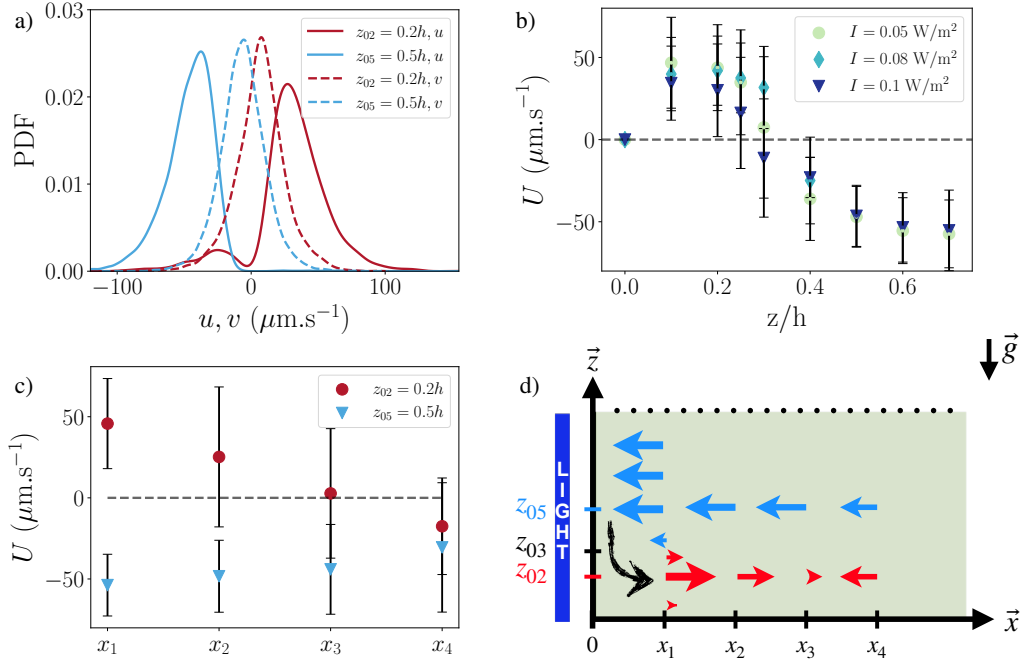 a)
0.03
0.02
0.01
0.00
PDF
−100
0
100
u, v (μm.s⁻¹)
z₀₂ = 0.2h, u
z₀₅ = 0.5h, u
z₀₂ = 0.2h, v
z₀₅ = 0.5h, v
b)
50
0
−50
U (μm.s⁻¹)
0.0
0.2
0.4
0.6
z/h
I = 0.05 W/m²
I = 0.08 W/m²
I = 0.1 W/m²
c)
50
0
−50
U (μm.s⁻¹)
x₁
x₂
x₃
x₄
z₀₂ = 0.2h
z₀₅ = 0.5h
d)
z⃗
g⃗
LIGHT
z₀₅
z₀₃
z₀₂
0
x₁
x₂
x₃
x₄
x⃗